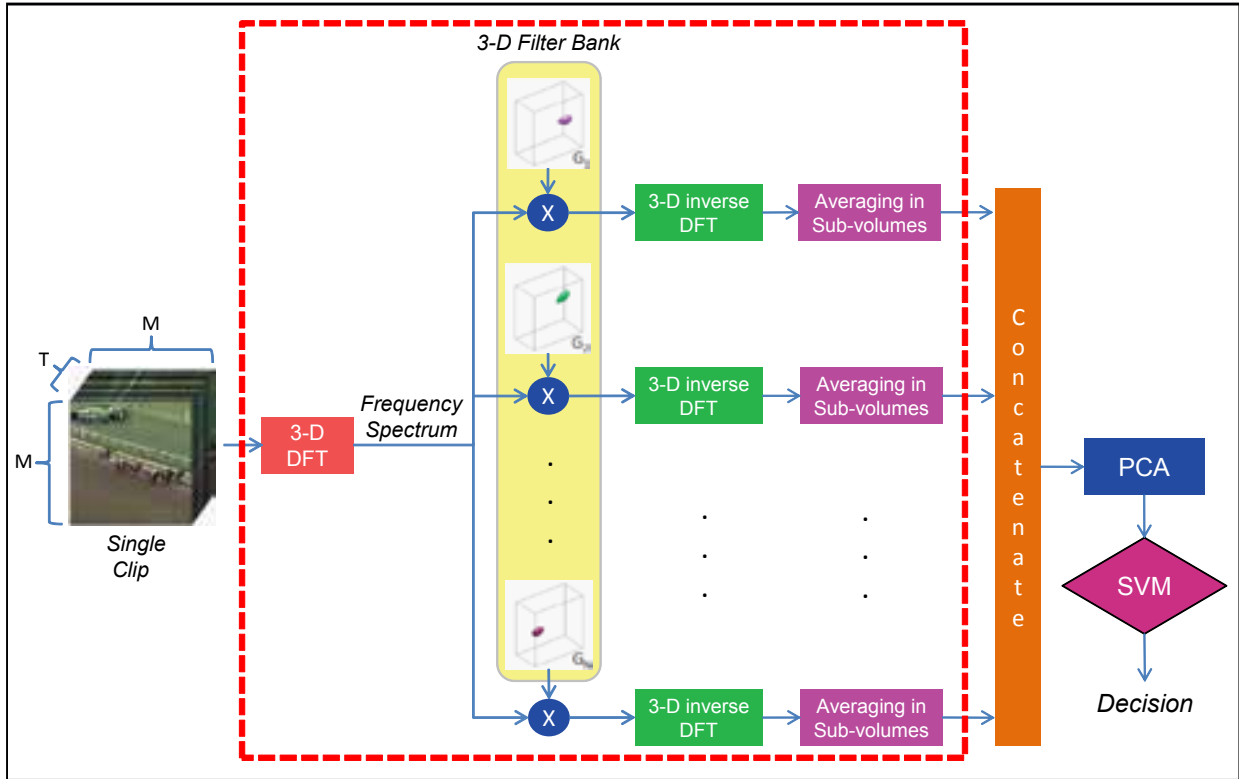 3-D Filter Bank
G
X
3-D inverse
DFT
Averaging in
Sub-volumes
G
X
3-D inverse
DFT
Averaging in
Sub-volumes
M
T
M
Single
Clip
3-D
DFT
Frequency
Spectrum
. . .
. . .
. . .
G
X
3-D inverse
DFT
Averaging in
Sub-volumes
Concatenate
PCA
SVM
Decision